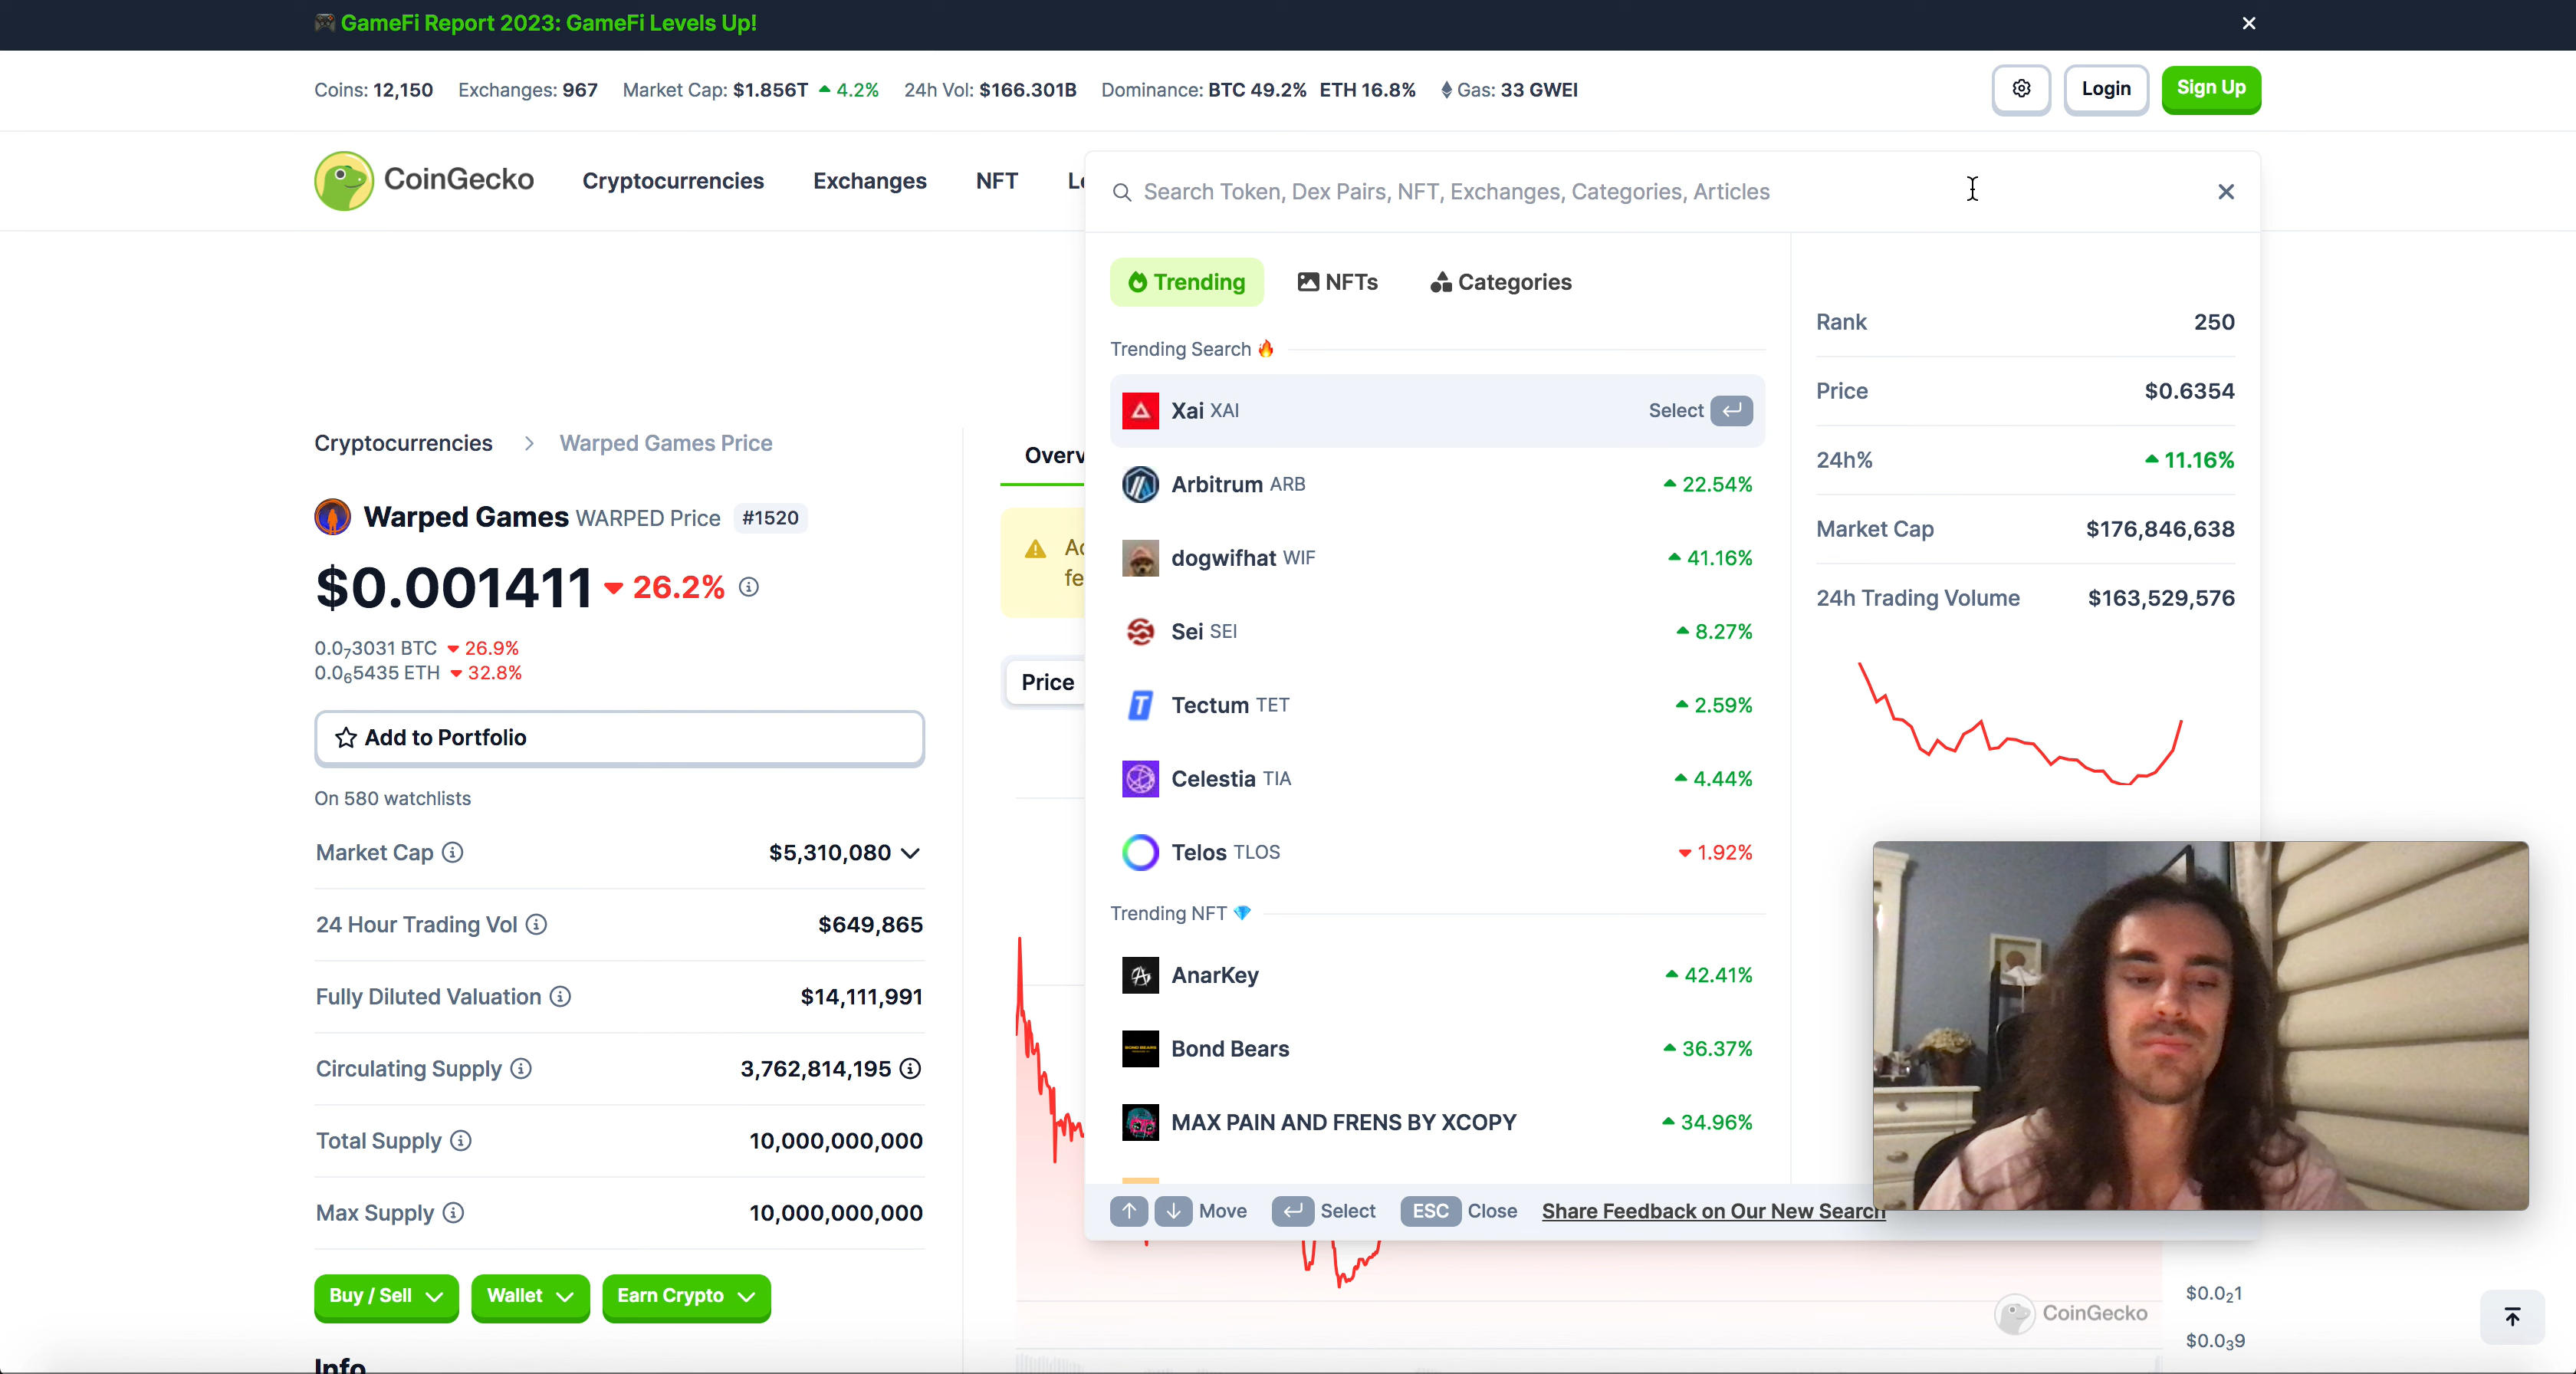 🎮 GameFi Report 2023: GameFi Levels Up!
Coins: 12,150 Exchanges: 967 Market Cap: $1.856T 4.2% 24h Vol: $166.301B Dominance: BTC 49.2% ETH 16.8% Gas: 33 GWEI
Login
Sign Up
CoinGecko
Cryptocurrencies Exchanges NFT
Search Token, Dex Pairs, NFT, Exchanges, Categories, Articles
Trending NFTs Categories
Trending Search 🔥
Xai XAI Select
Arbitrum ARB 22.54%
dogwifhat WIF 41.16%
Sei SEI 8.27%
Tectum TET 2.59%
Celestia TIA 4.44%
Telos TLOS 1.92%
Trending NFT 💎
AnarKey 42.41%
Bond Bears 36.37%
MAX PAIN AND FRENS BY XCOPY 34.96%
↑ ↓ Move Select ESC Close Share Feedback on Our New Search
Rank 250
Price $0.6354
24h% 11.16%
Market Cap $176,846,638
24h Trading Volume $163,529,576
Cryptocurrencies > Warped Games Price
Warped Games WARPED Price #1520
$0.001411 26.2%
0.0₇3031 BTC 26.9%
0.0₆5435 ETH 32.8%
Add to Portfolio
On 580 watchlists
Market Cap $5,310,080
24 Hour Trading Vol $649,865
Fully Diluted Valuation $14,111,991
Circulating Supply 3,762,814,195
Total Supply 10,000,000,000
Max Supply 10,000,000,000
Buy / Sell Wallet Earn Crypto
Info
Overv
Price
CoinGecko
$0.0₂1
$0.0₃9